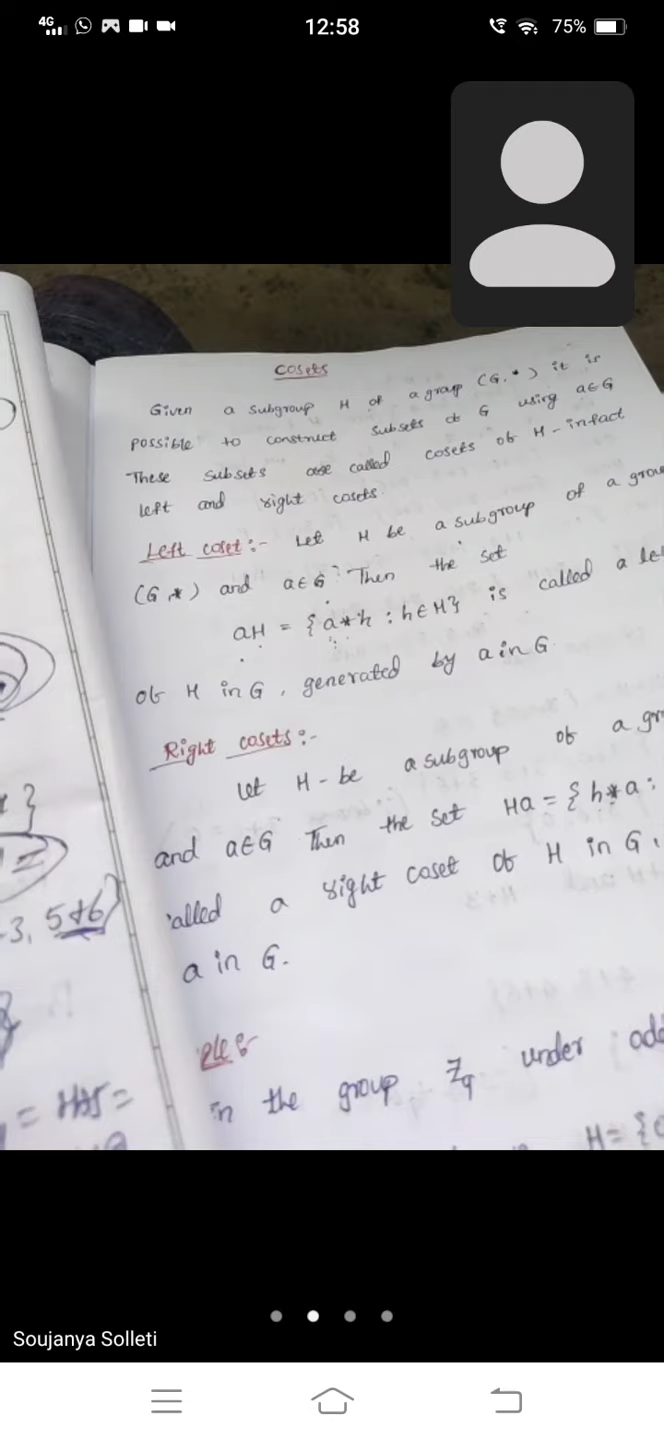 4G
12:58
75%
Cosets
Given a subgroup H of a group (G, *) it is
possible to construct subsets of G using a∈G
These subsets are called cosets of H - infact
left and right cosets.
Left coset :- Let H be a subgroup of a grou
(G, *) and a∈G. Then the set
aH = {a*h : h∈H} is called a le
of H in G, generated by a in G.
Right cosets :-
Let H - be a subgroup of a gr
and a∈G Then the set Ha = {h*a :
alled a right coset of H in G,
a in G.
ple :-
in the group Z9 under add
H = {0
-3, 5+6}
Soujanya Solleti